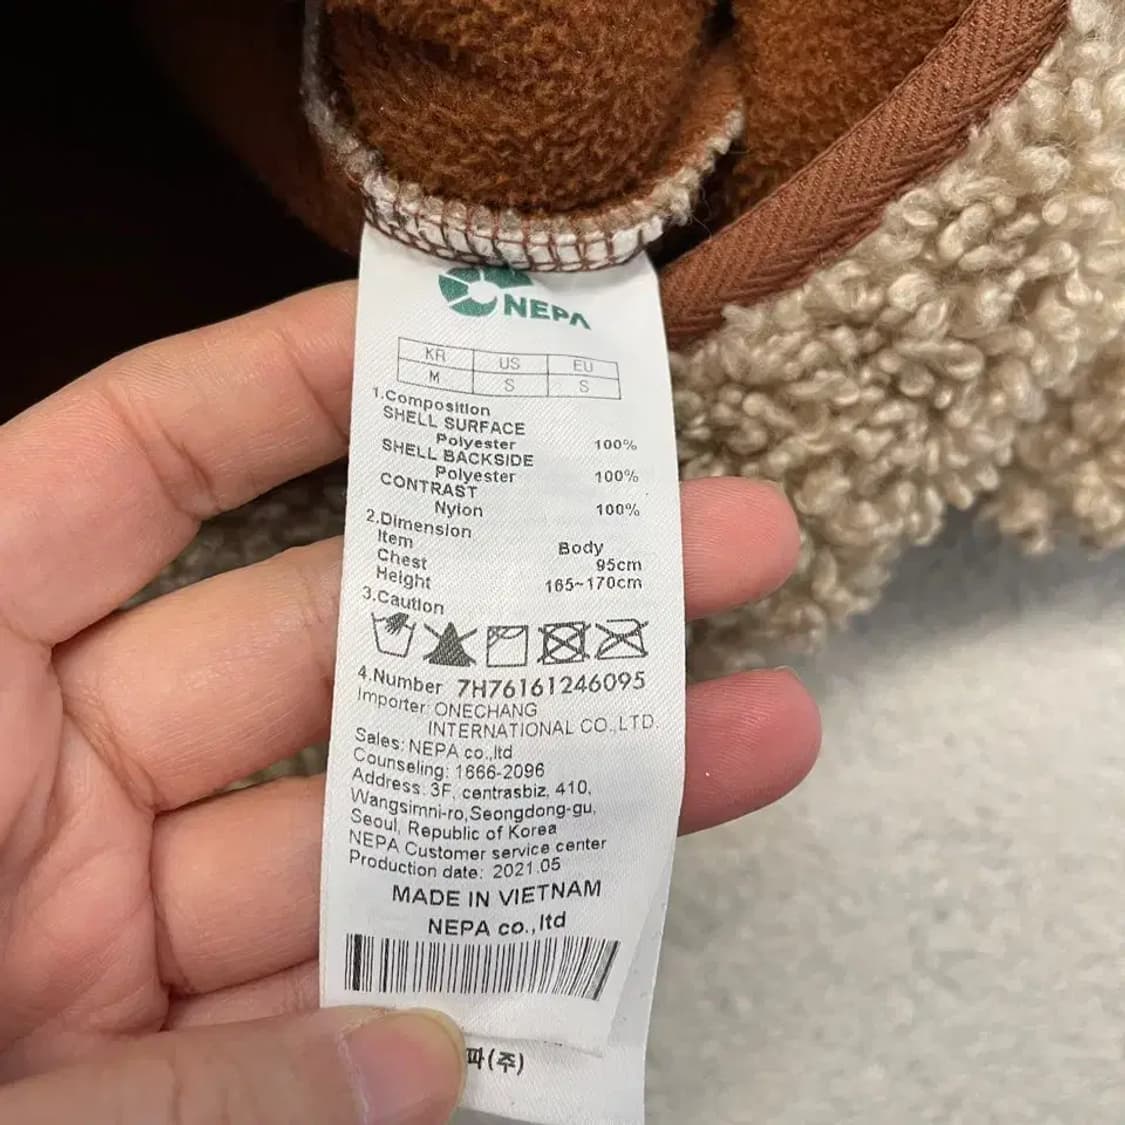 NEPA
KR US EU
M S S
1.Composition
SHELL SURFACE
Polyester 100%
SHELL BACKSIDE
Polyester 100%
CONTRAST
Nylon 100%
2.Dimension
Item Body
Chest 95cm
Height 165~170cm
3.Caution
4.Number 7H76161246095
Importer: ONECHANG
INTERNATIONAL CO.,LTD.
Sales: NEPA co.,ltd
Counseling: 1666-2096
Address: 3F, centrasbiz, 410,
Wangsimni-ro,Seongdong-gu,
Seoul, Republic of Korea
NEPA Customer service center
Production date: 2021.05
MADE IN VIETNAM
NEPA co.,ltd
파(주)